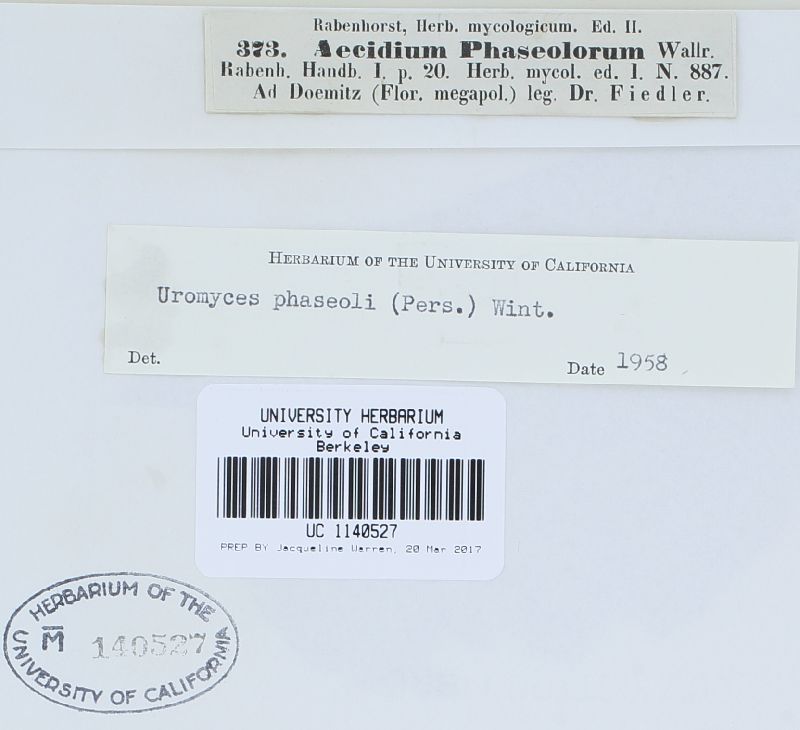 Rabenhorst, Herb. mycologicum. Ed. II.
373. Aecidium Phaseolorum Wallr.
Rabenh. Handb. I. p. 20. Herb. mycol. ed. I. N. 887.
Ad Doemitz (Flor. megapol.) leg. Dr. Fiedler.
HERBARIUM OF THE UNIVERSITY OF CALIFORNIA
Uromyces phaseoli (Pers.) Wint.
Det.
Date 1958
UNIVERSITY HERBARIUM
University of California
Berkeley
UC 1140527
PREP BY Jacqueline Warren, 20 Mar 2017
HERBARIUM OF THE
M 140527
UNIVERSITY OF CALIFORNIA